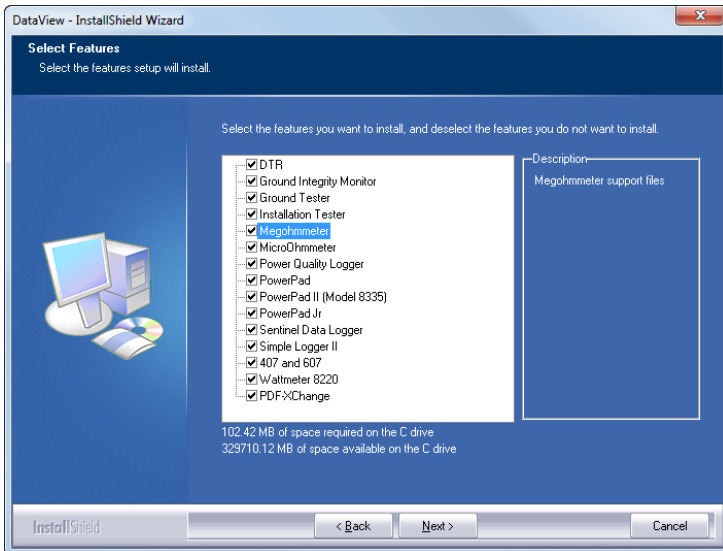 DataView - InstallShield Wizard
Select Features
Select the features setup will install.
Select the features you want to install, and deselect the features you do not want to install.
DTR
Ground Integrity Monitor
Ground Tester
Installation Tester
Megohmmeter
MicroOhmmeter
Power Quality Logger
PowerPad
PowerPad II (Model 8335)
PowerPad Jr
Sentinel Data Logger
Simple Logger II
407 and 607
Wattmeter 8220
PDF-XChange
Description
Megohmmeter support files
102.42 MB of space required on the C drive
329710.12 MB of space available on the C drive
InstallShield
< Back
Next >
Cancel